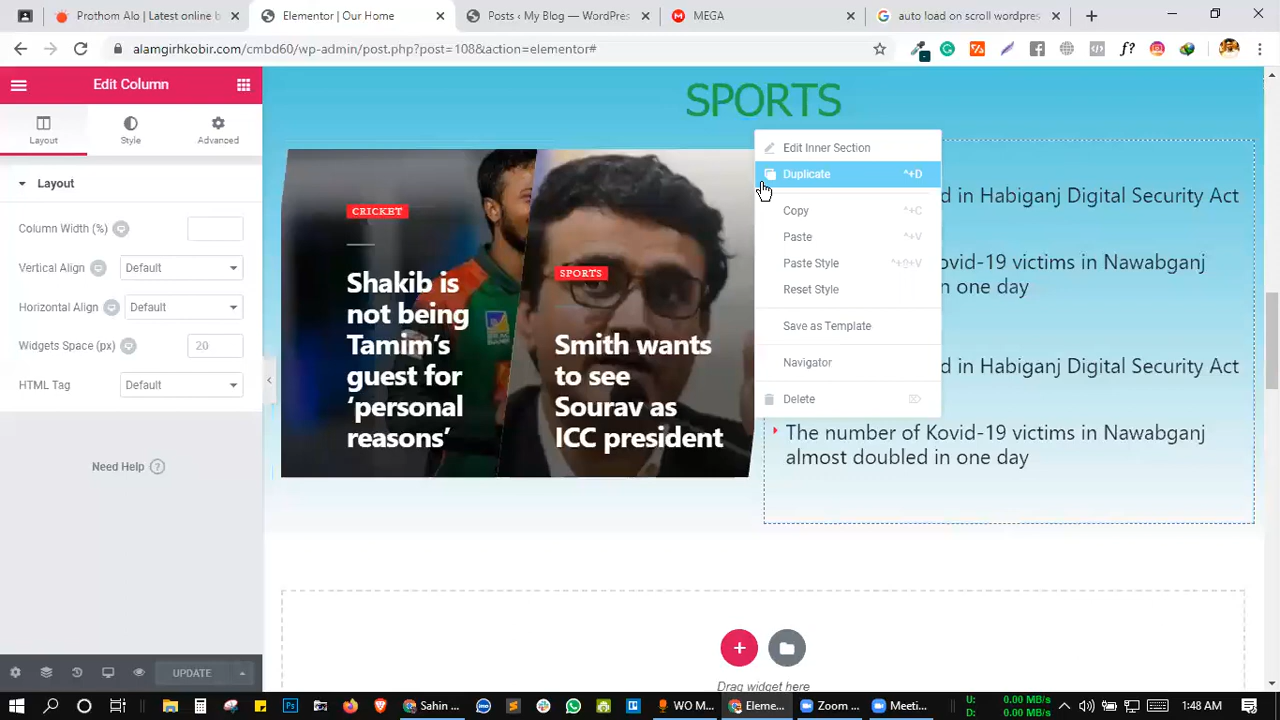 Prothom Alo | Latest online b
Elementor | Our Home
Posts ‹ My Blog — WordPres
MEGA
auto load on scroll wordpres
alamgirhkobir.com/cmbd60/wp-admin/post.php?post=108&action=elementor#
Edit Column
Layout
Style
Advanced
Layout
Column Width (%)
Vertical Align
Default
Horizontal Align
Default
Widgets Space (px)
20
HTML Tag
Default
Need Help
UPDATE
SPORTS
CRICKET
Shakib is
not being
Tamim's
guest for
'personal
reasons'
SPORTS
Smith wants
to see
Sourav as
ICC president
Edit Inner Section
Duplicate ^+D
Copy ^+C
Paste ^+V
Paste Style ^+⇧+V
Reset Style
Save as Template
Navigator
Delete
d in Habiganj Digital Security Act
ovid-19 victims in Nawabganj
n one day
d in Habiganj Digital Security Act
The number of Kovid-19 victims in Nawabganj
almost doubled in one day
Drag widget here
Sahin ...
WO M...
Eleme...
Zoom ...
Meeti...
U: 0.00 MB/s
D: 0.00 MB/s
1:48 AM